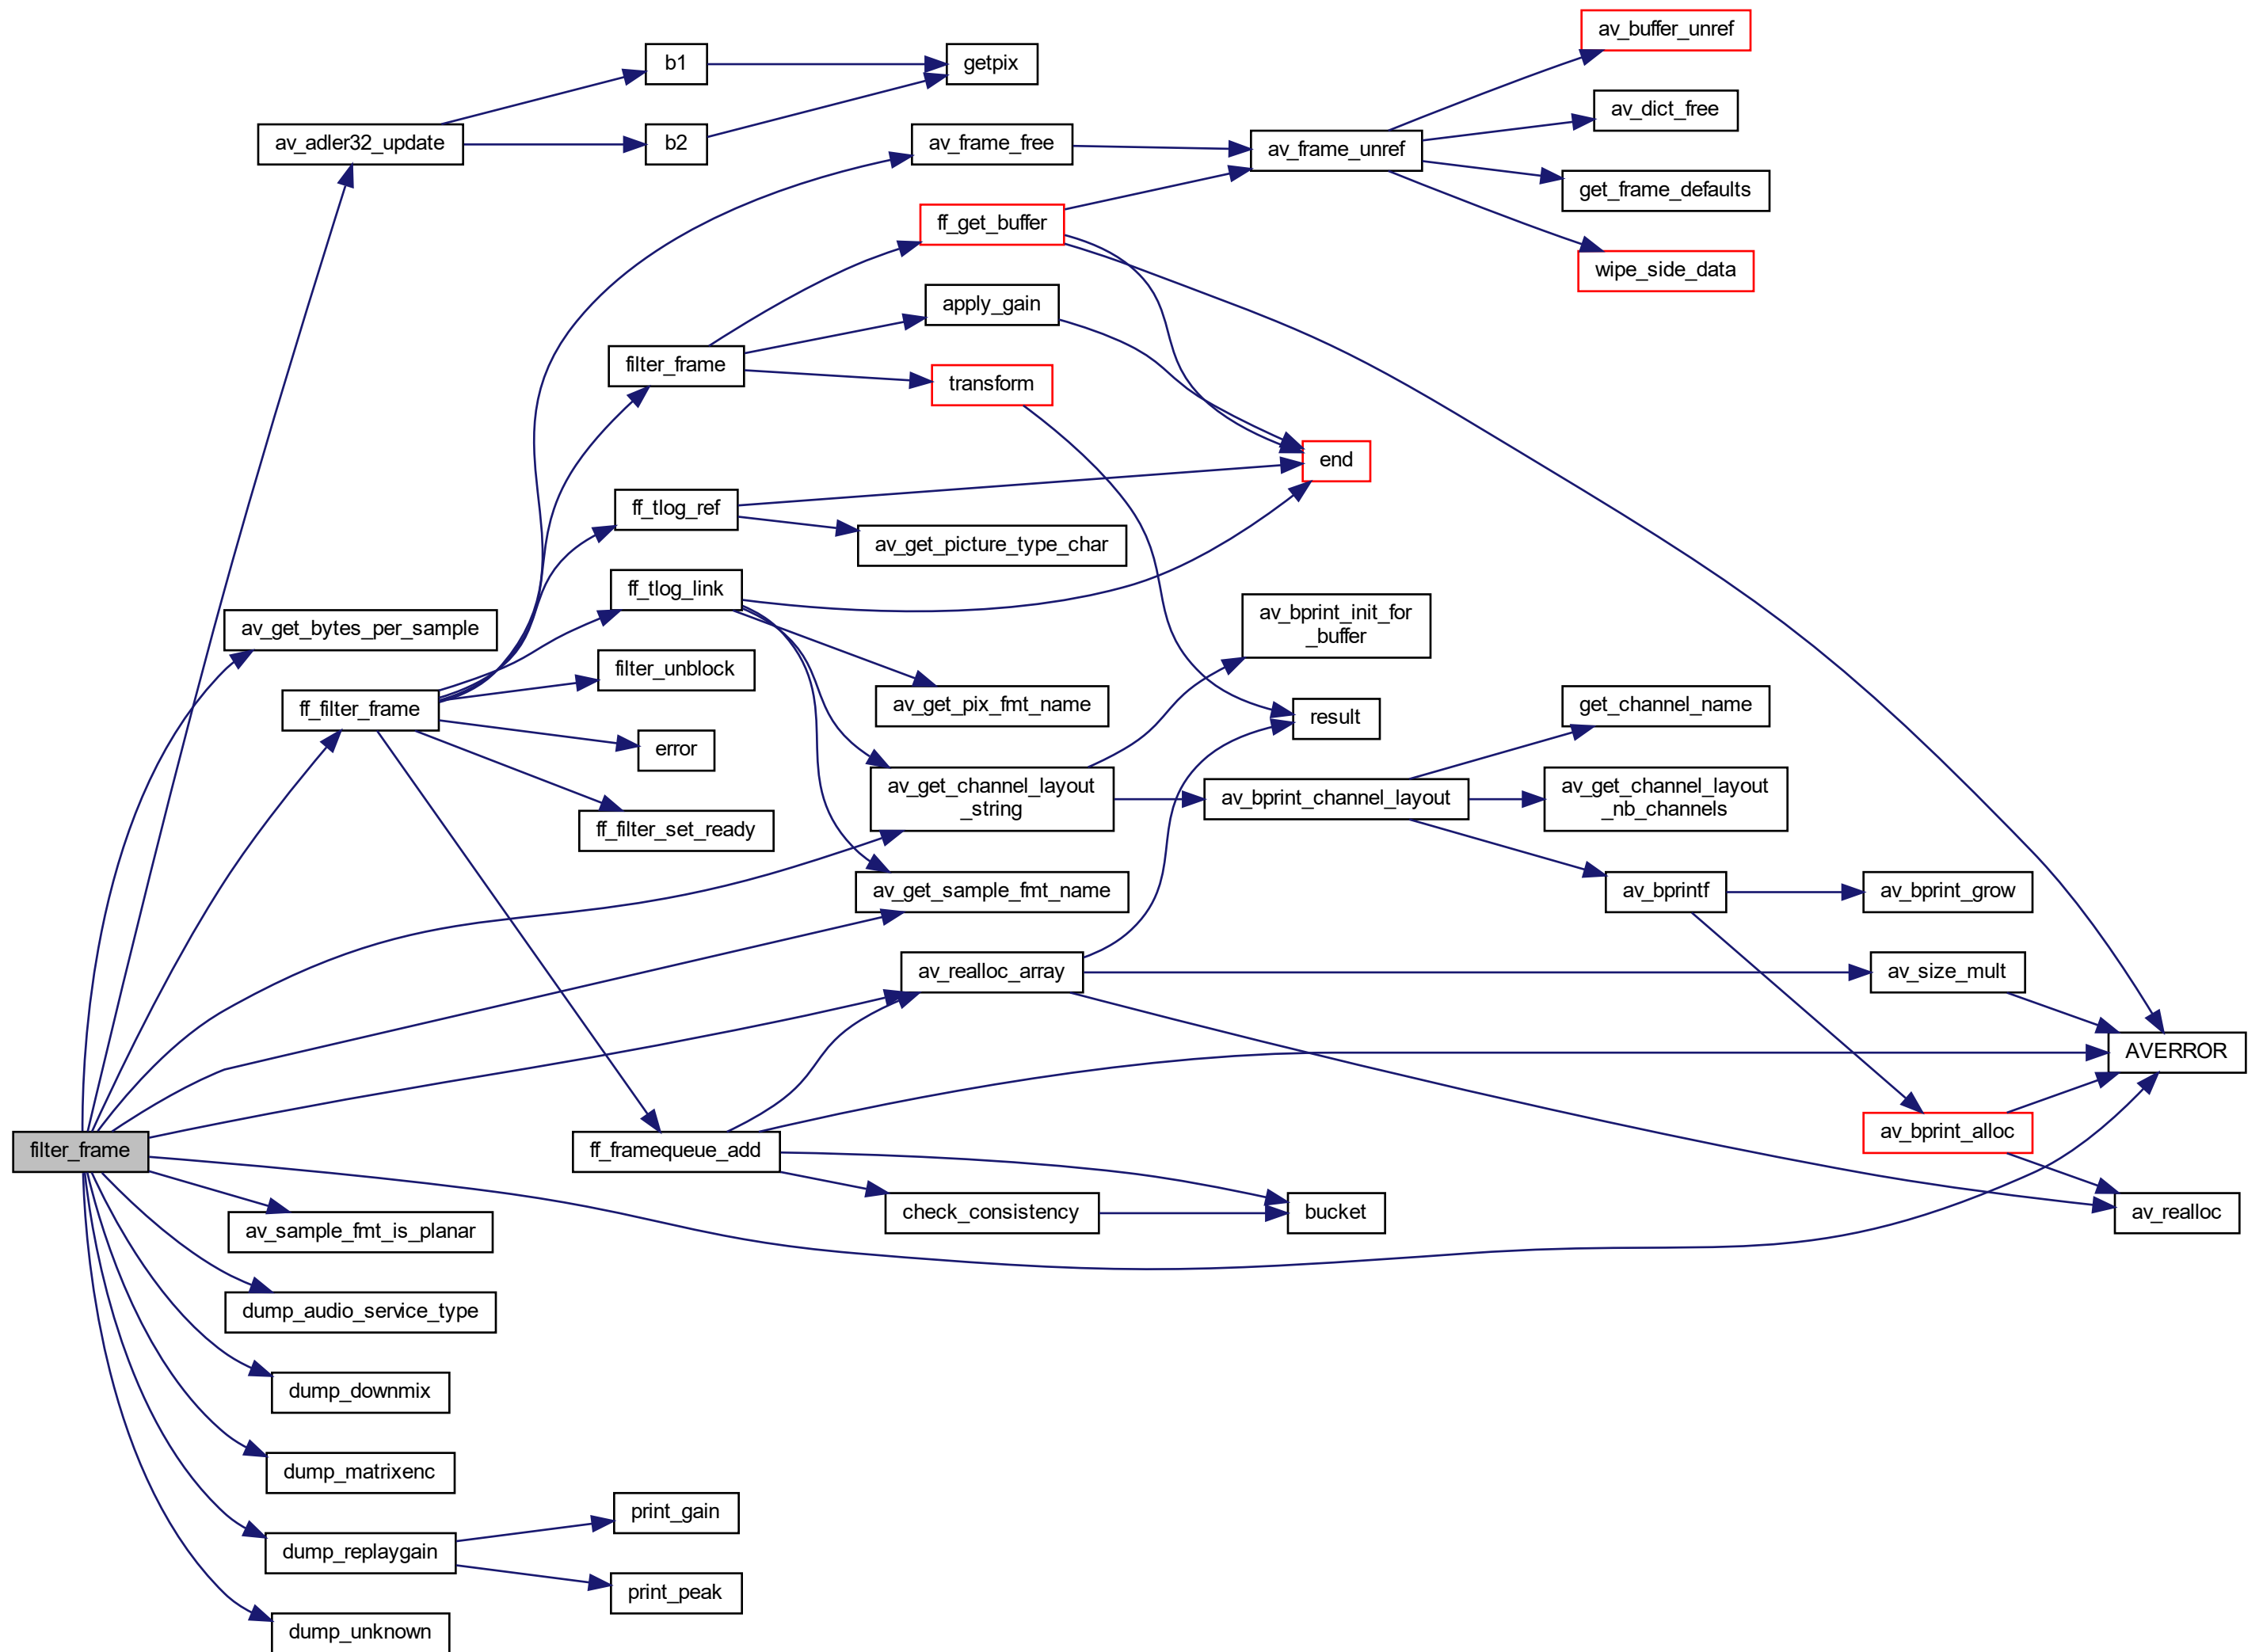 av_buffer_unref
b1
getpix
av_dict_free
av_adler32_update
b2
av_frame_free
av_frame_unref
get_frame_defaults
ff_get_buffer
wipe_side_data
apply_gain
filter_frame
transform
end
ff_tlog_ref
av_get_picture_type_char
ff_tlog_link
av_bprint_init_for
_buffer
av_get_bytes_per_sample
filter_unblock
av_get_pix_fmt_name
get_channel_name
ff_filter_frame
result
error
av_get_channel_layout
_string
av_bprint_channel_layout
av_get_channel_layout
_nb_channels
ff_filter_set_ready
av_get_sample_fmt_name
av_bprintf
av_bprint_grow
av_realloc_array
av_size_mult
AVERROR
filter_frame
ff_framequeue_add
av_bprint_alloc
check_consistency
bucket
av_realloc
av_sample_fmt_is_planar
dump_audio_service_type
dump_downmix
dump_matrixenc
print_gain
dump_replaygain
print_peak
dump_unknown